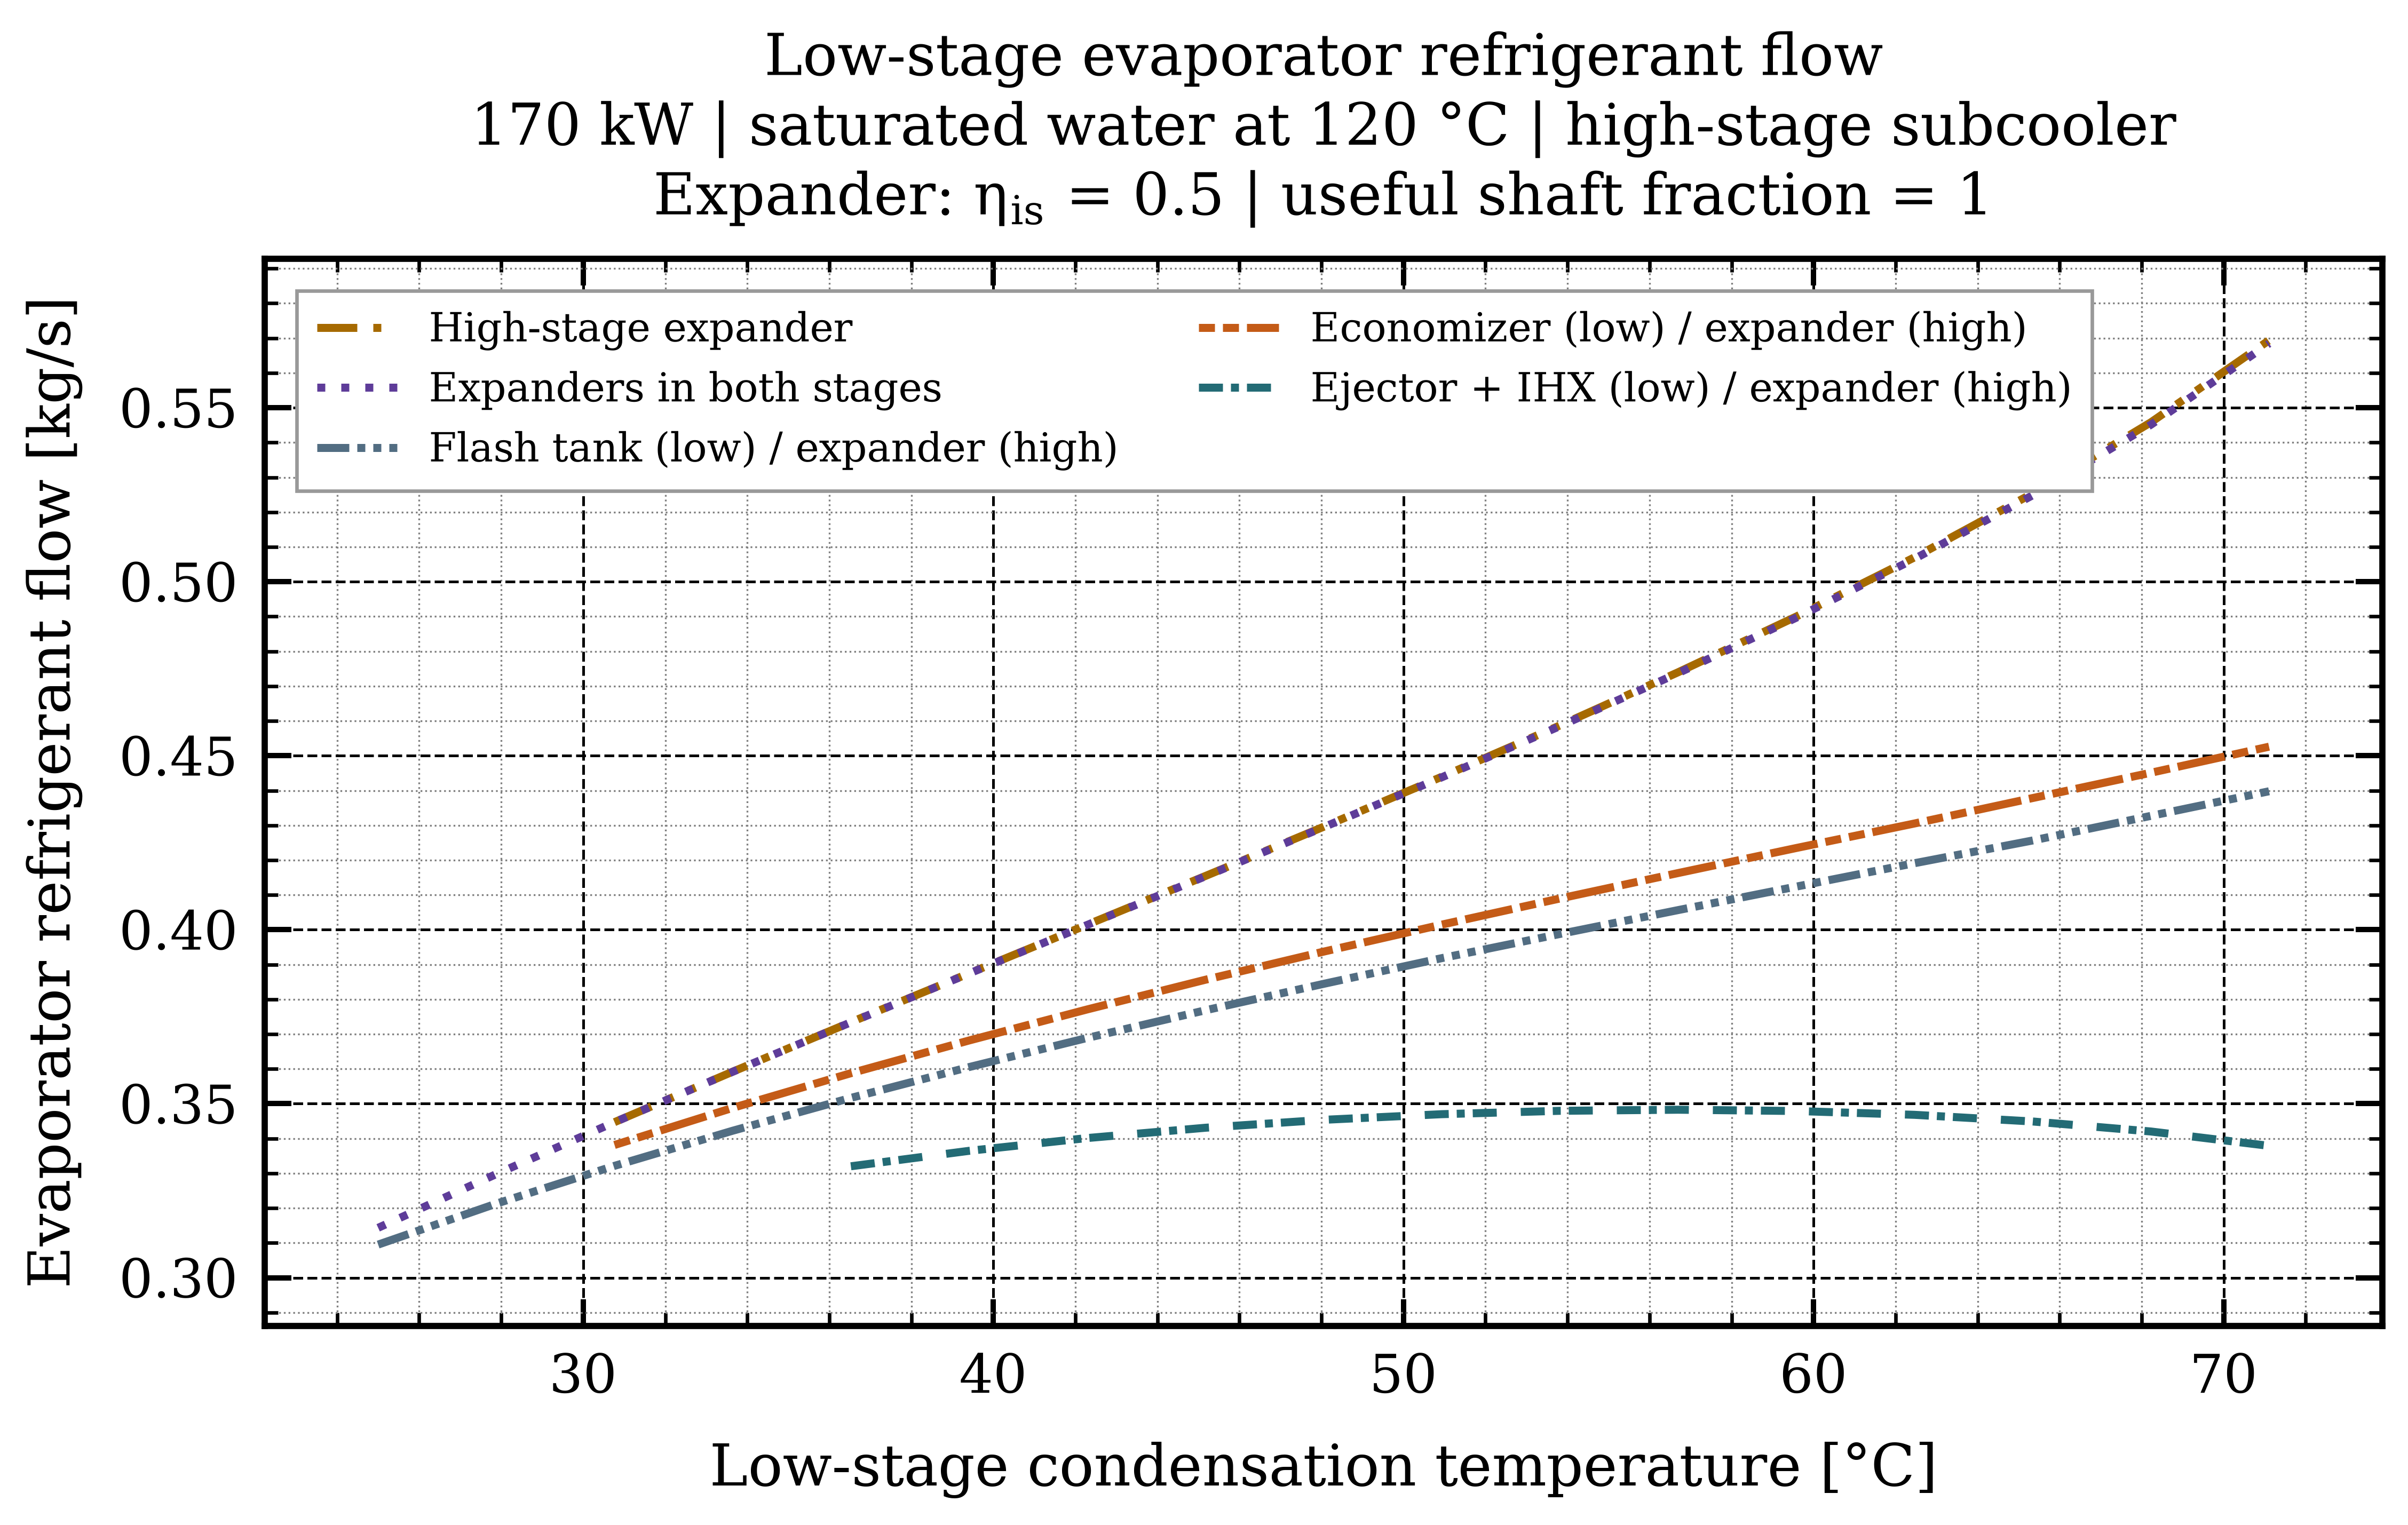 Low-stage evaporator refrigerant flow
170 kW | saturated water at 120 °C | high-stage subcooler
Expander: ηis = 0.5 | useful shaft fraction = 1
High-stage expander
Expanders in both stages
Flash tank (low) / expander (high)
Economizer (low) / expander (high)
Ejector + IHX (low) / expander (high)
Evaporator refrigerant flow [kg/s]
0.55
0.50
0.45
0.40
0.35
0.30
30 40 50 60 70
Low-stage condensation temperature [°C]